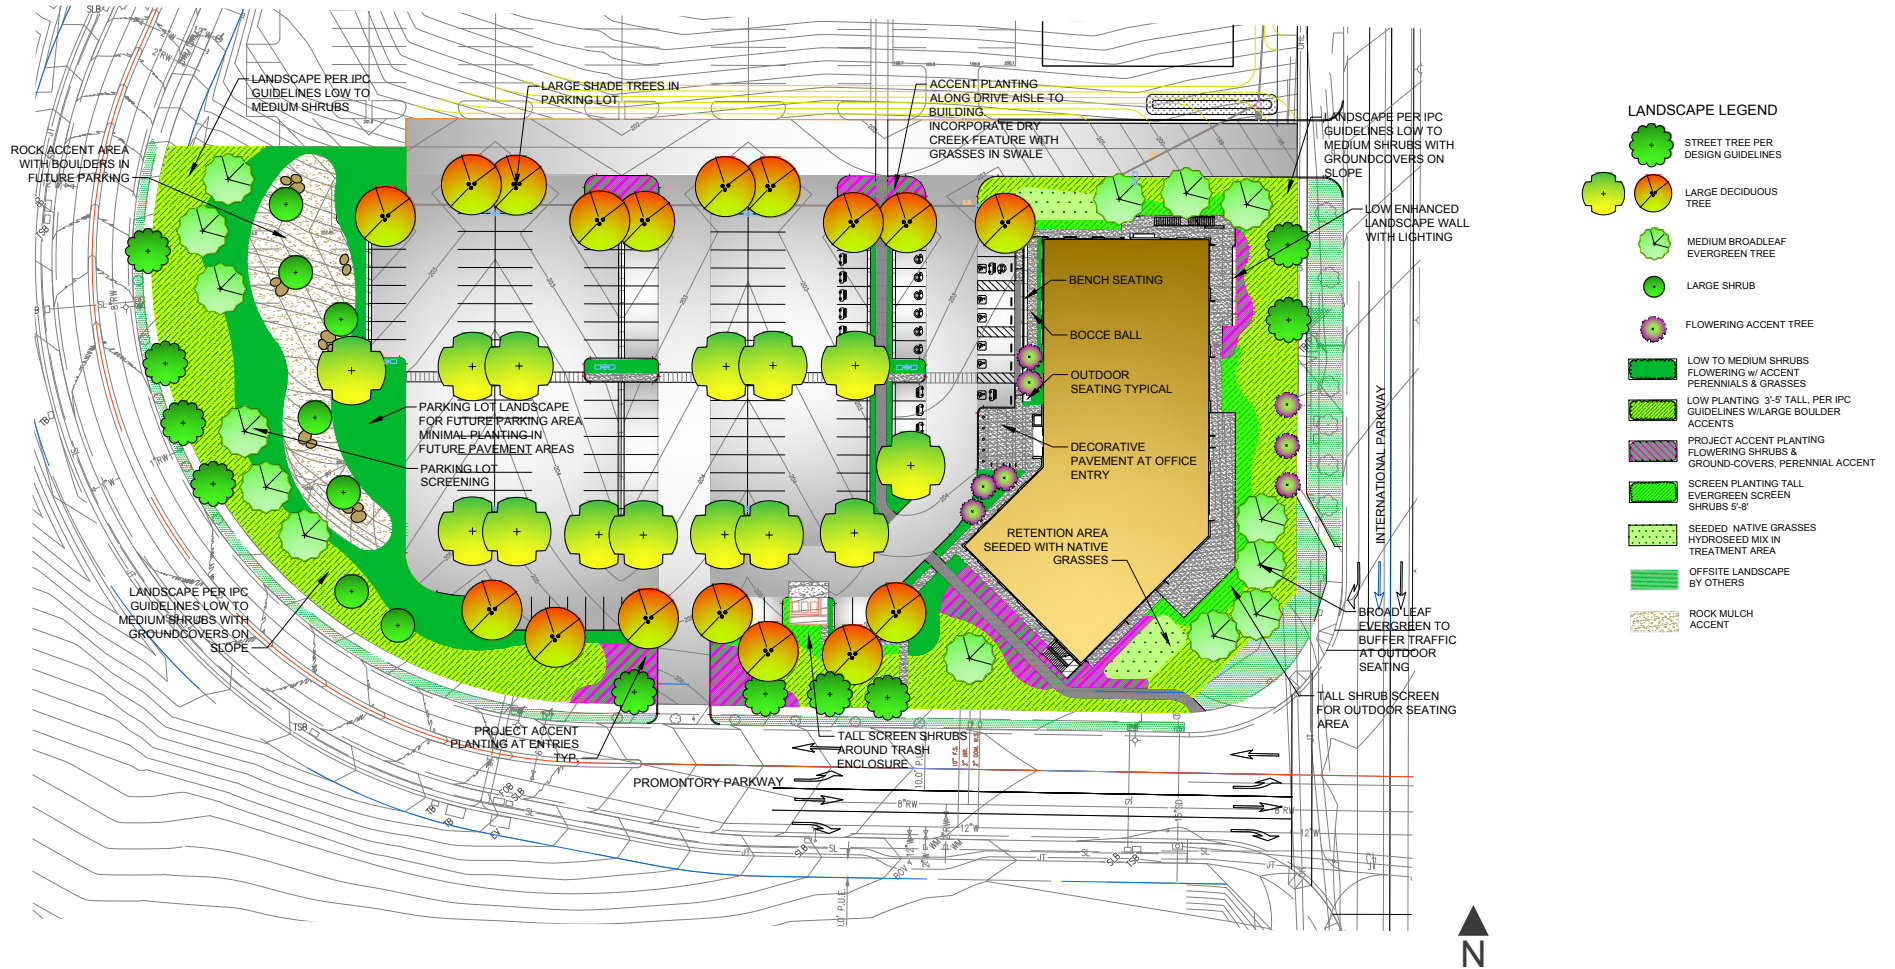 LANDSCAPE PER IPC
GUIDELINES LOW TO
MEDIUM SHRUBS
ROCK ACCENT AREA
WITH BOULDERS IN
FUTURE PARKING
LARGE SHADE TREES IN
PARKING LOT
ACCENT PLANTING
ALONG DRIVE AISLE TO
BUILDING.
INCORPORATE DRY
CREEK FEATURE WITH
GRASSES IN SWALE
LANDSCAPE PER IPC
GUIDELINES LOW TO
MEDIUM SHRUBS WITH
GROUNDCOVERS ON
SLOPE
LOW ENHANCED
LANDSCAPE WALL
WITH LIGHTING
BENCH SEATING
BOCCE BALL
OUTDOOR
SEATING TYPICAL
DECORATIVE
PAVEMENT AT OFFICE
ENTRY
RETENTION AREA
SEEDED WITH NATIVE
GRASSES
PARKING LOT LANDSCAPE
FOR FUTURE PARKING AREA
MINIMAL PLANTING IN
FUTURE PAVEMENT AREAS
PARKING LOT
SCREENING
LANDSCAPE PER IPC
GUIDELINES LOW TO
MEDIUM SHRUBS WITH
GROUNDCOVERS ON
SLOPE
PROJECT ACCENT
PLANTING AT ENTRIES
TYP.
TALL SCREEN SHRUBS
AROUND TRASH
ENCLOSURE
BROAD LEAF
EVERGREEN TO
BUFFER TRAFFIC
AT OUTDOOR
SEATING
TALL SHRUB SCREEN
FOR OUTDOOR SEATING
AREA
PROMONTORY PARKWAY
INTERNATIONAL PARKWAY
LANDSCAPE LEGEND
STREET TREE PER
DESIGN GUIDELINES
LARGE DECIDUOUS
TREE
MEDIUM BROADLEAF
EVERGREEN TREE
LARGE SHRUB
FLOWERING ACCENT TREE
LOW TO MEDIUM SHRUBS
FLOWERING w/ ACCENT
PERENNIALS & GRASSES
LOW PLANTING 3'-5' TALL, PER IPC
GUIDELINES W/LARGE BOULDER
ACCENTS
PROJECT ACCENT PLANTING
FLOWERING SHRUBS &
GROUND-COVERS, PERENNIAL ACCENT
SCREEN PLANTING TALL
EVERGREEN SCREEN
SHRUBS 5'-8'
SEEDED NATIVE GRASSES
HYDROSEED MIX IN
TREATMENT AREA
OFFSITE LANDSCAPE
BY OTHERS
ROCK MULCH
ACCENT
N